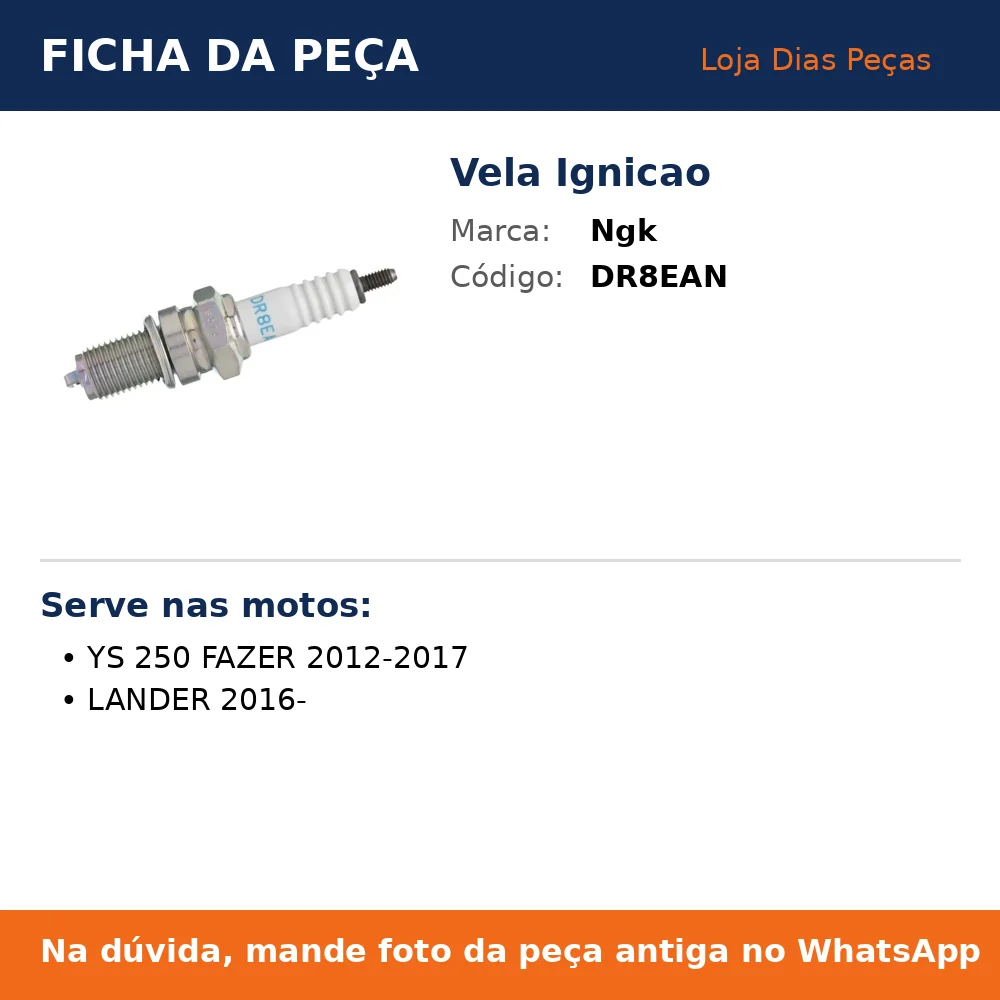 FICHA DA PEÇA
Loja Dias Peças
Vela Ignicao
Marca: Ngk
Código: DR8EAN
DR8EA
Serve nas motos:
• YS 250 FAZER 2012-2017
• LANDER 2016-
Na dúvida, mande foto da peça antiga no WhatsApp